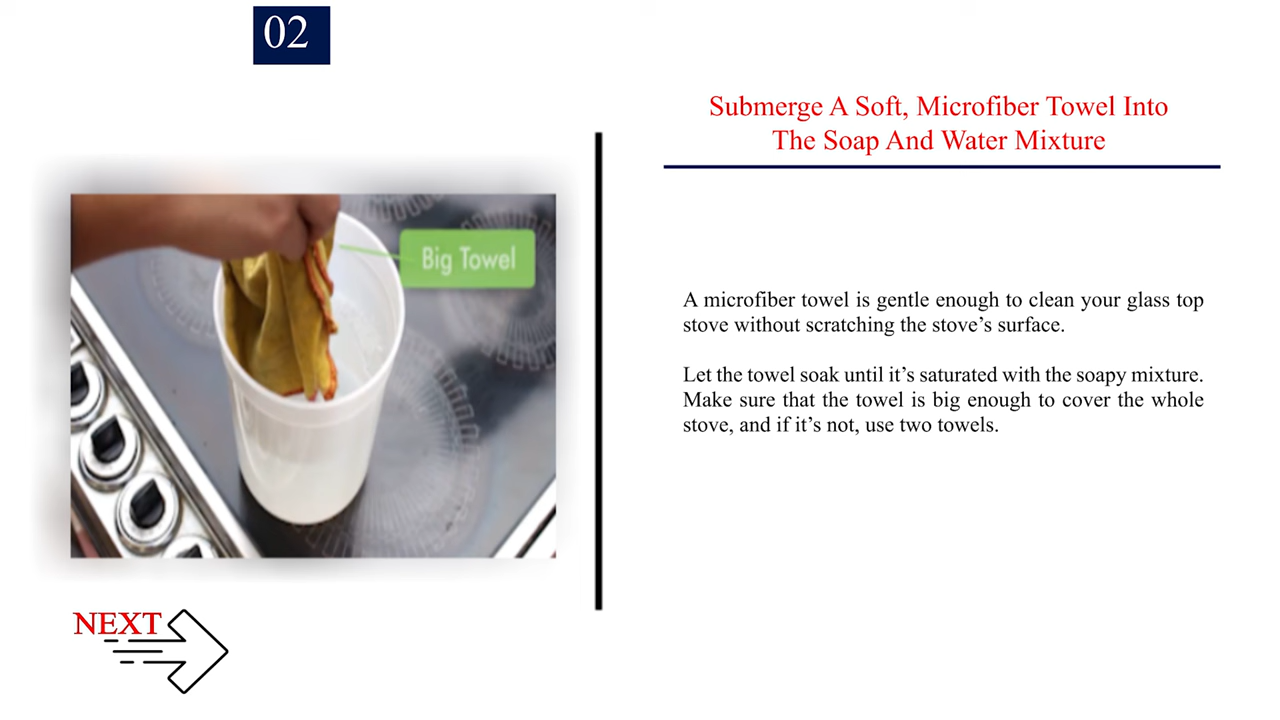 02
Submerge A Soft, Microfiber Towel Into
The Soap And Water Mixture
Big Towel
A microfiber towel is gentle enough to clean your glass top
stove without scratching the stove’s surface.
Let the towel soak until it’s saturated with the soapy mixture.
Make sure that the towel is big enough to cover the whole
stove, and if it’s not, use two towels.
NEXT